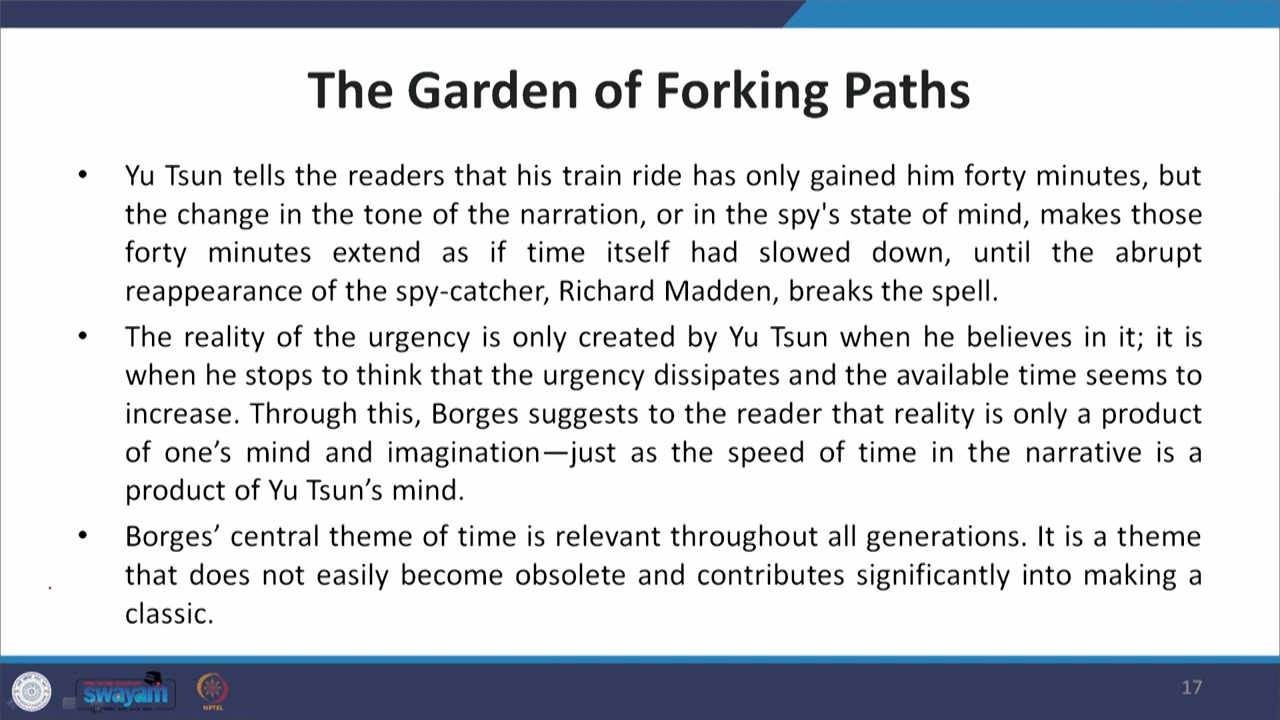 The Garden of Forking Paths
• Yu Tsun tells the readers that his train ride has only gained him forty minutes, but
the change in the tone of the narration, or in the spy's state of mind, makes those
forty minutes extend as if time itself had slowed down, until the abrupt
reappearance of the spy-catcher, Richard Madden, breaks the spell.
• The reality of the urgency is only created by Yu Tsun when he believes in it; it is
when he stops to think that the urgency dissipates and the available time seems to
increase. Through this, Borges suggests to the reader that reality is only a product
of one’s mind and imagination—just as the speed of time in the narrative is a
product of Yu Tsun’s mind.
• Borges’ central theme of time is relevant throughout all generations. It is a theme
that does not easily become obsolete and contributes significantly into making a
classic.
swayam
NPTEL
17